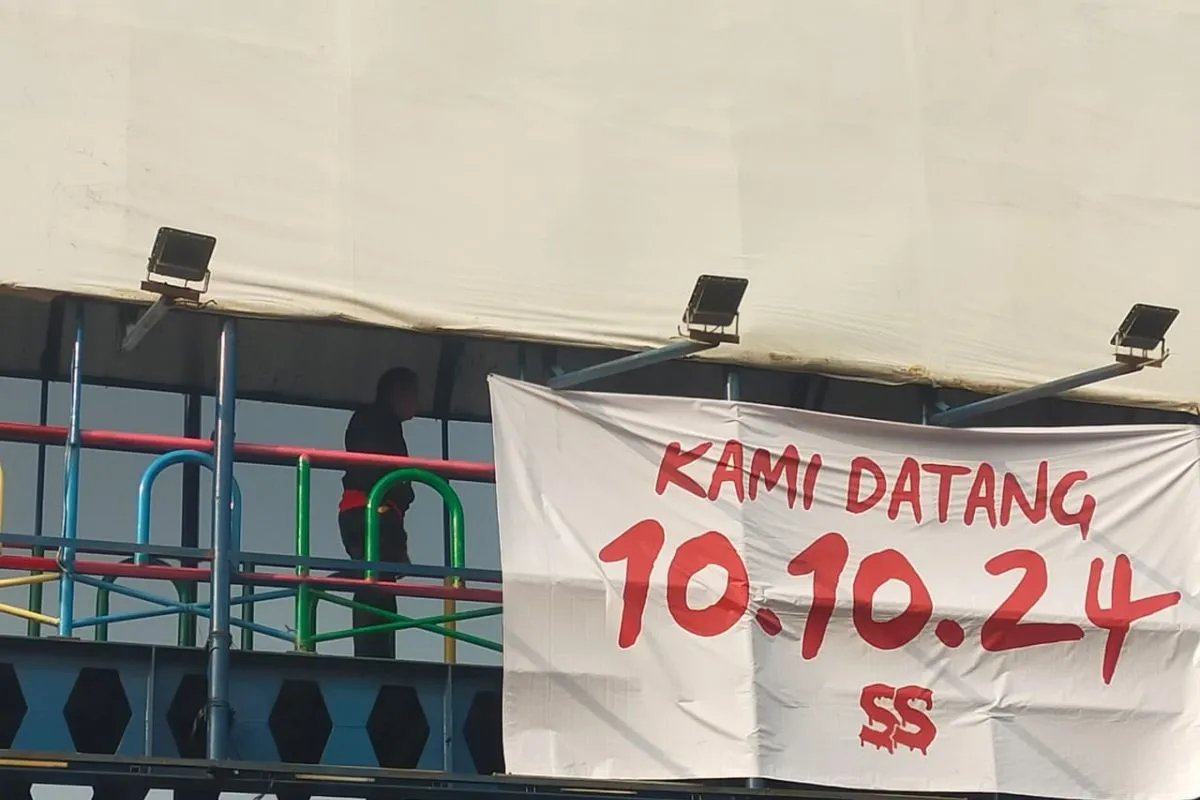 KAMI DATANG
10.10.24
SS